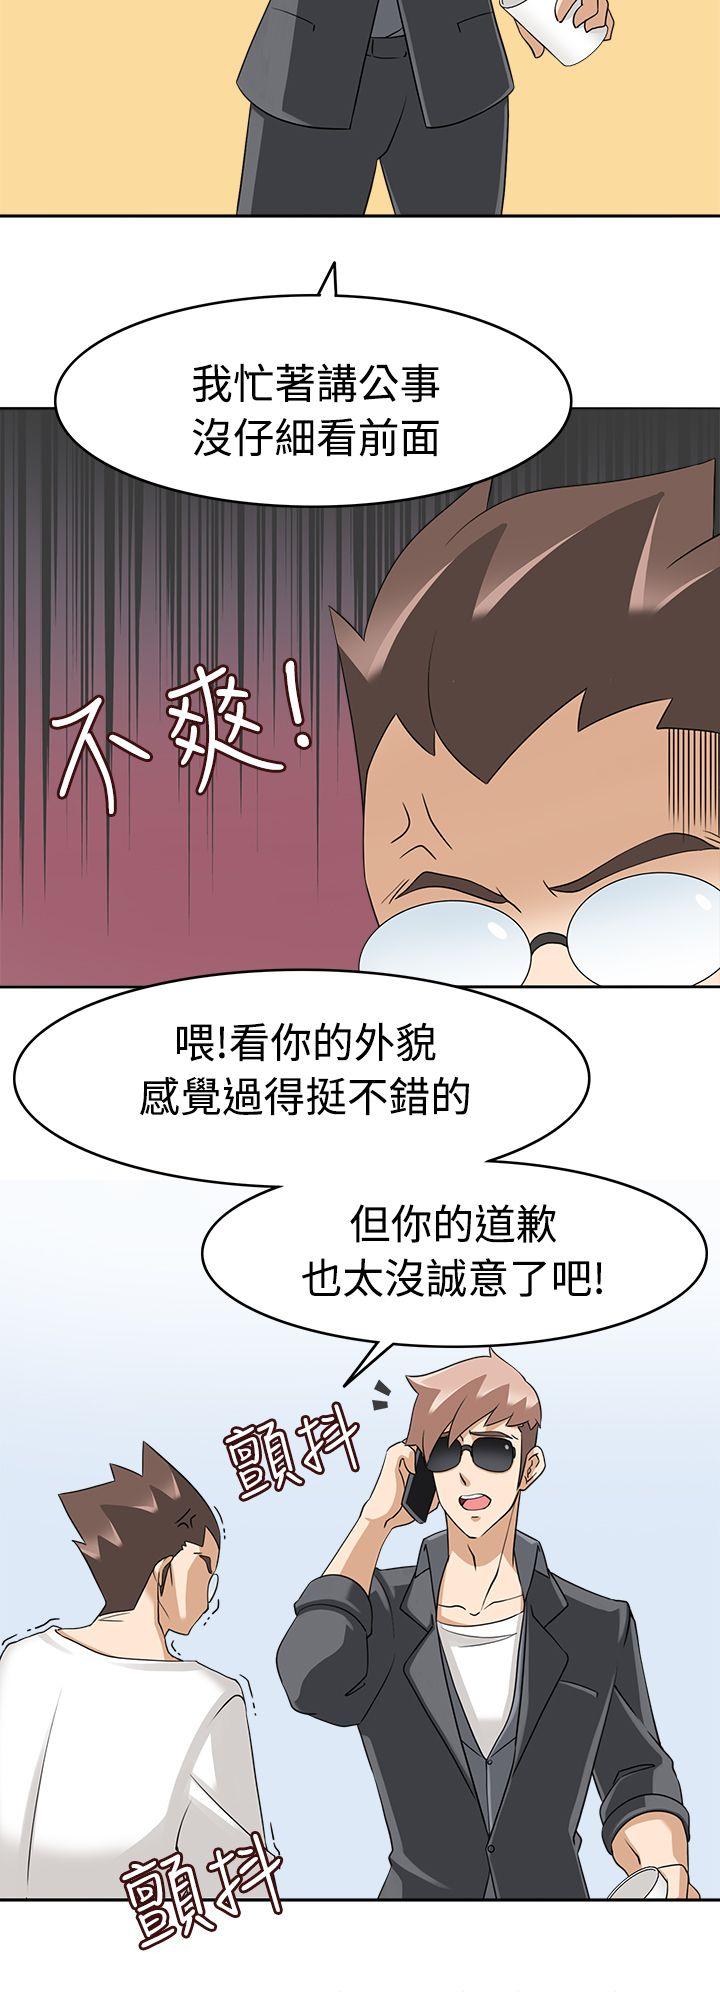 我忙著講公事
沒仔細看前面
不爽!
喂!看你的外貌
感覺過得挺不錯的
但你的道歉
也太沒誠意了吧!
顫抖
顫抖